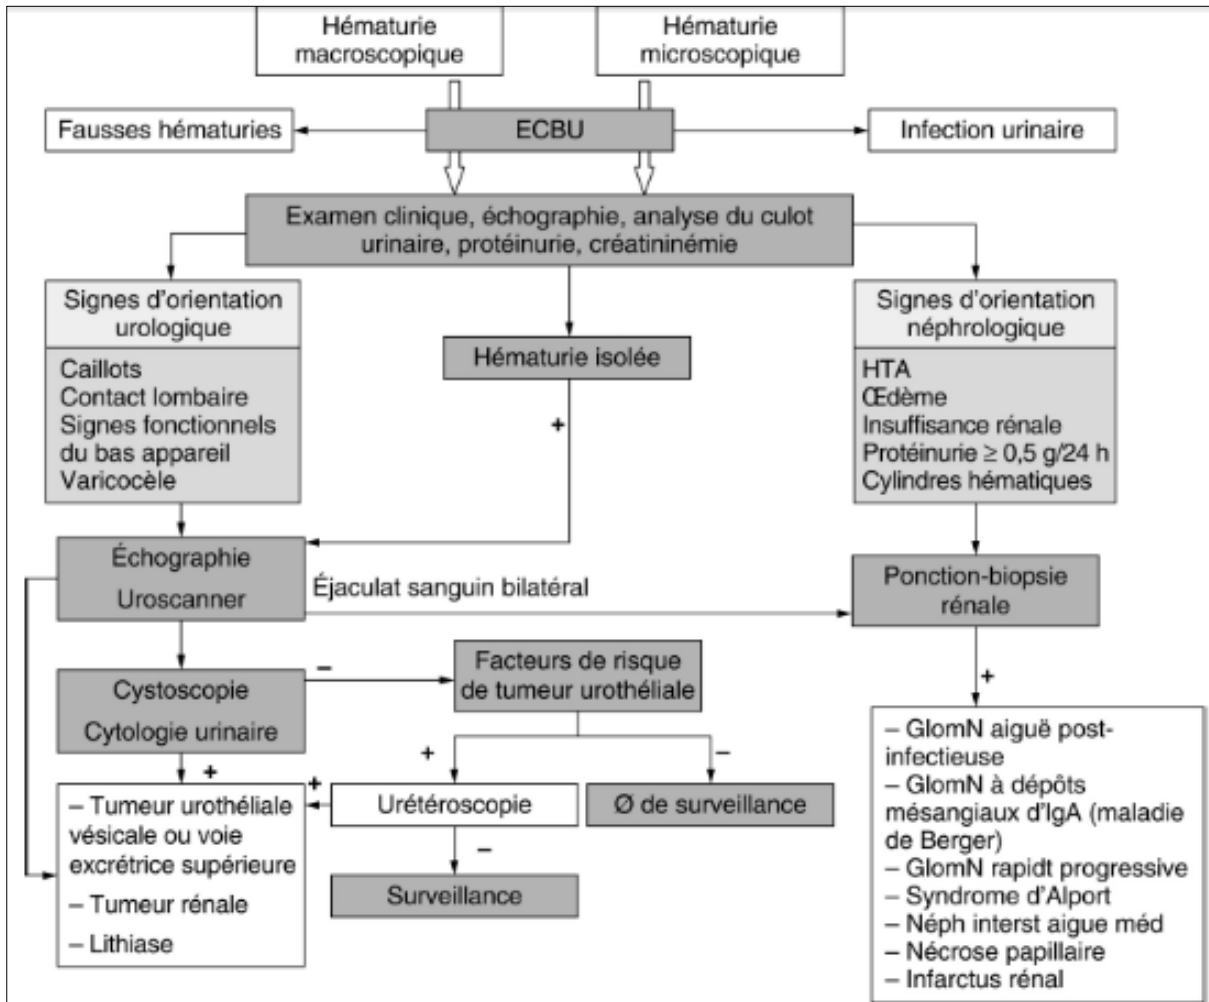 Hématurie
macroscopique
Hématurie
microscopique
Fausses hématuries
ECBU
Infection urinaire
Examen clinique, échographie, analyse du culot
urinaire, protéinurie, créatininémie
Signes d'orientation
urologique
Caillots
Contact lombaire
Signes fonctionnels
du bas appareil
Varicocèle
Hématurie isolée
+
Signes d'orientation
néphrologique
HTA
Œdème
Insuffisance rénale
Protéinurie ≥ 0,5 g/24 h
Cylindres hématiques
Échographie
Uroscanner
Éjaculat sanguin bilatéral
Ponction-biopsie
rénale
+
Cystoscopie
Cytologie urinaire
–
+
Facteurs de risque
de tumeur urothéliale
+
–
– Tumeur urothéliale
vésicale ou voie
excrétrice supérieure
– Tumeur rénale
– Lithiase
+
Urétéroscopie
–
Ø de surveillance
Surveillance
– GlomN aiguë post-
infectieuse
– GlomN à dépôts
mésangiaux d'IgA (maladie
de Berger)
– GlomN rapidt progressive
– Syndrome d'Alport
– Néph interst aigue méd
– Nécrose papillaire
– Infarctus rénal